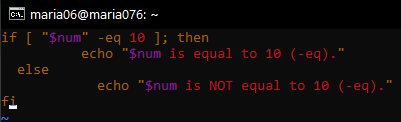 maria06@maria076: ~
if [ "$num" -eq 10 ]; then
          echo "$num is equal to 10 (-eq)."
  else
            echo "$num is NOT equal to 10 (-eq)."
fi
~